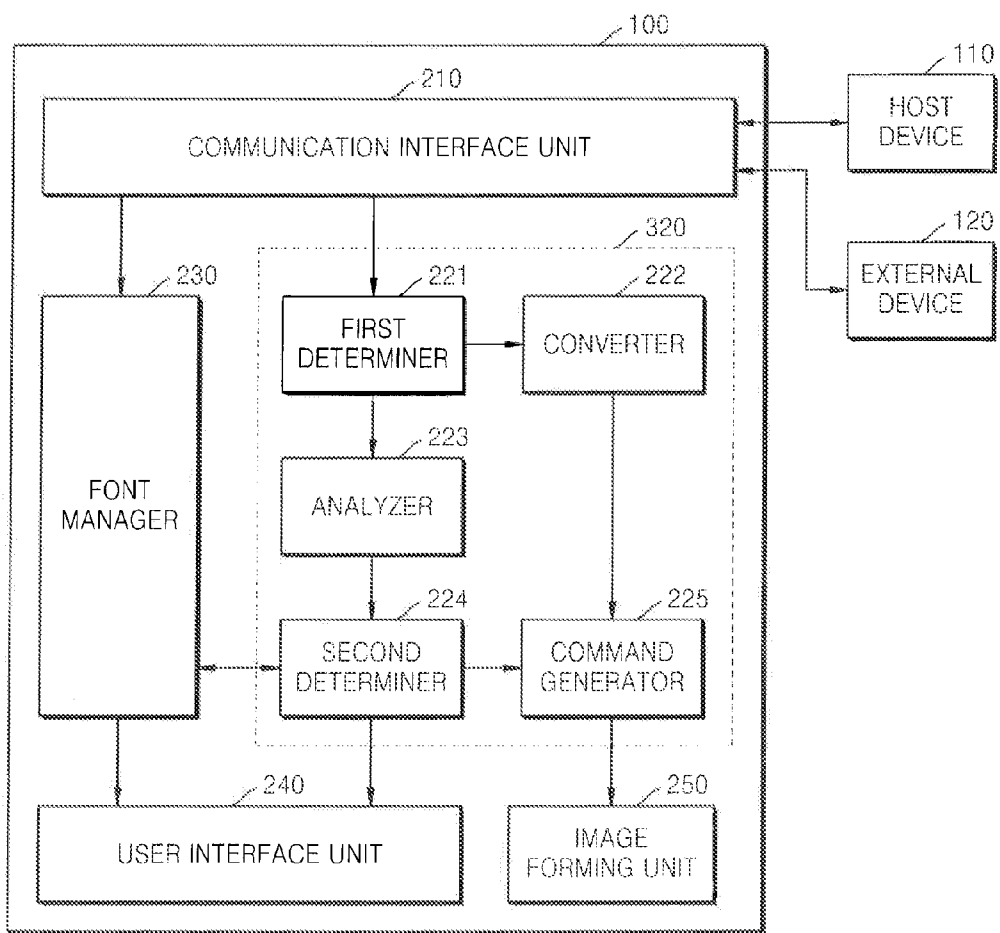 100
110
HOST
DEVICE
210
COMMUNICATION INTERFACE UNIT
120
EXTERNAL
DEVICE
320
230
FONT
MANAGER
221
FIRST
DETERMINER
222
CONVERTER
223
ANALYZER
224
SECOND
DETERMINER
225
COMMAND
GENERATOR
240
USER INTERFACE UNIT
250
IMAGE
FORMING UNIT